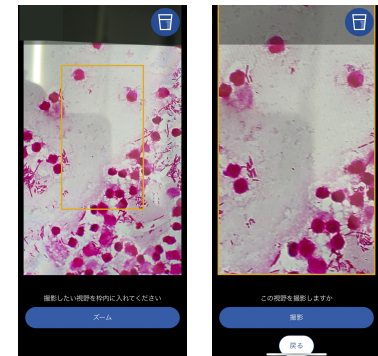 撮影したい視野を枠内に入れてください
ズーム
この視野を撮影しますか
撮影
戻る